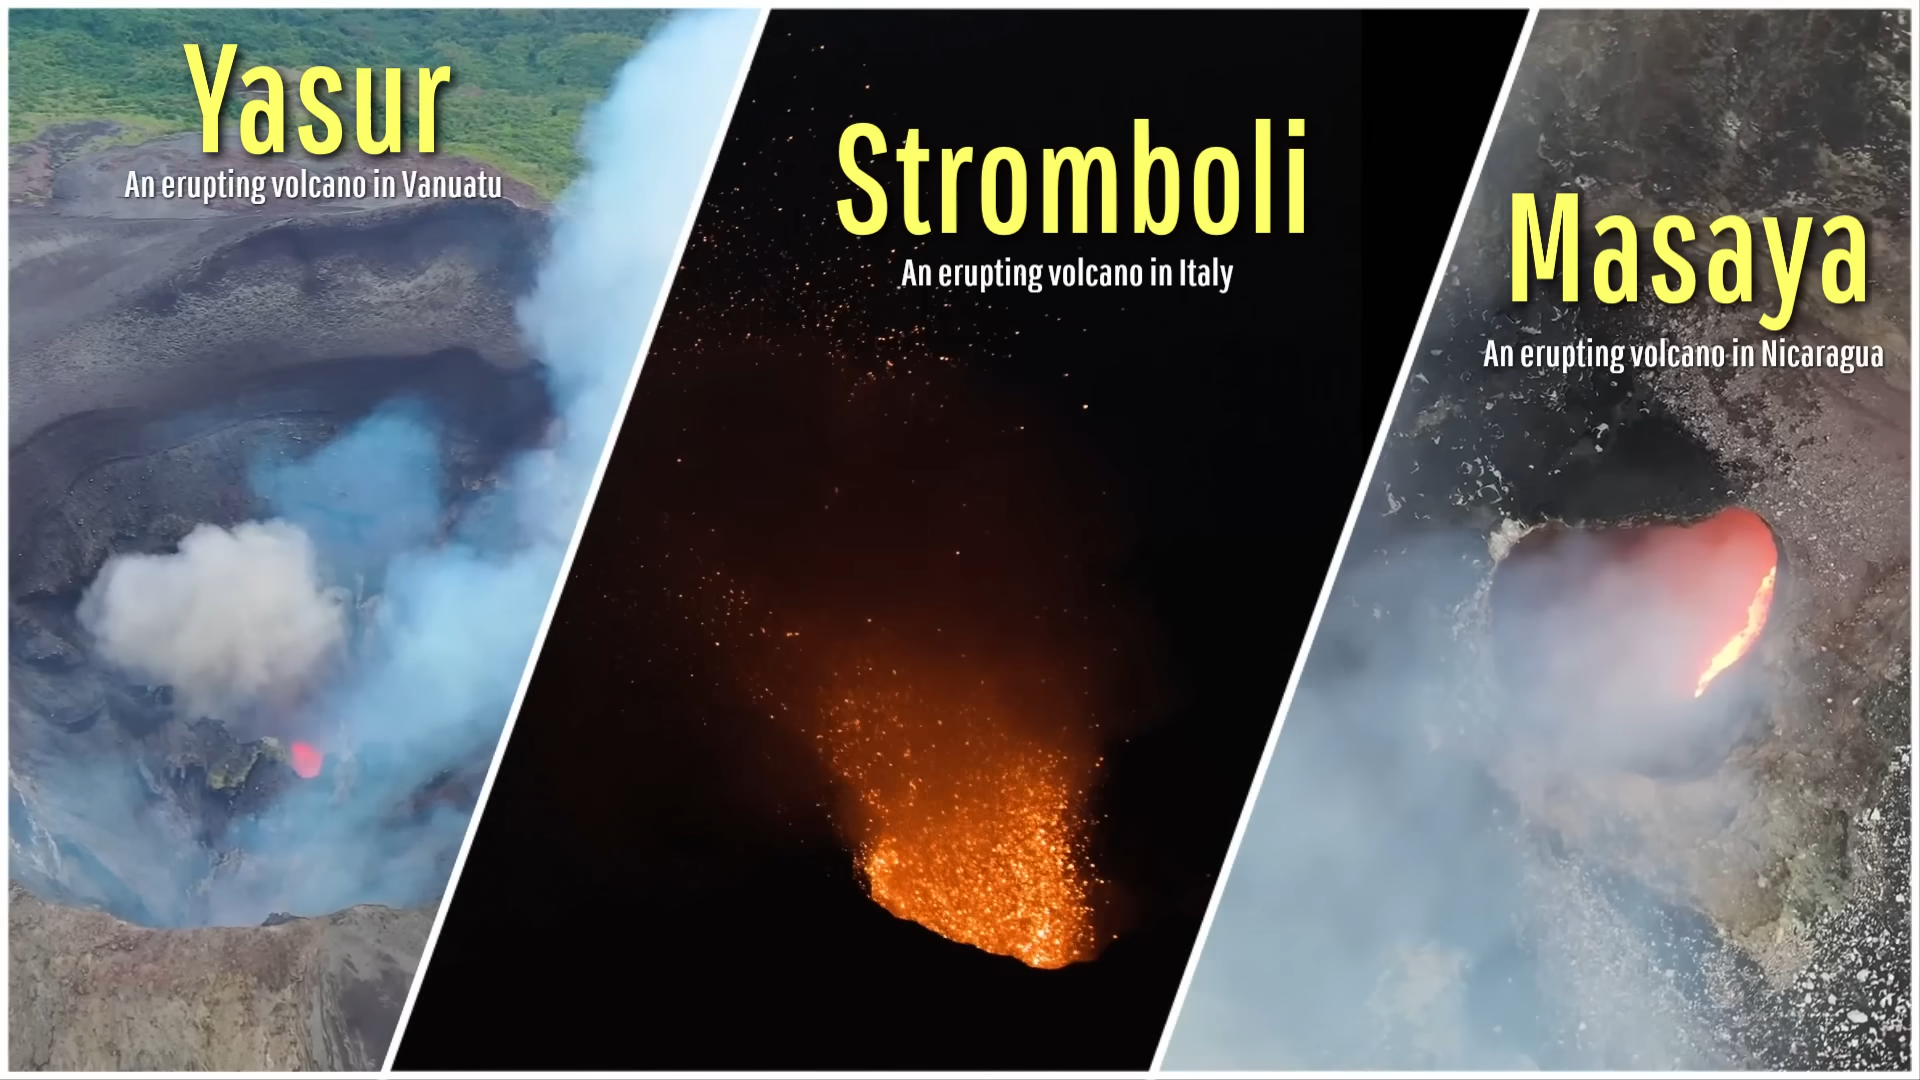 Yasur
An erupting volcano in Vanuatu
Stromboli
An erupting volcano in Italy
Masaya
An erupting volcano in Nicaragua